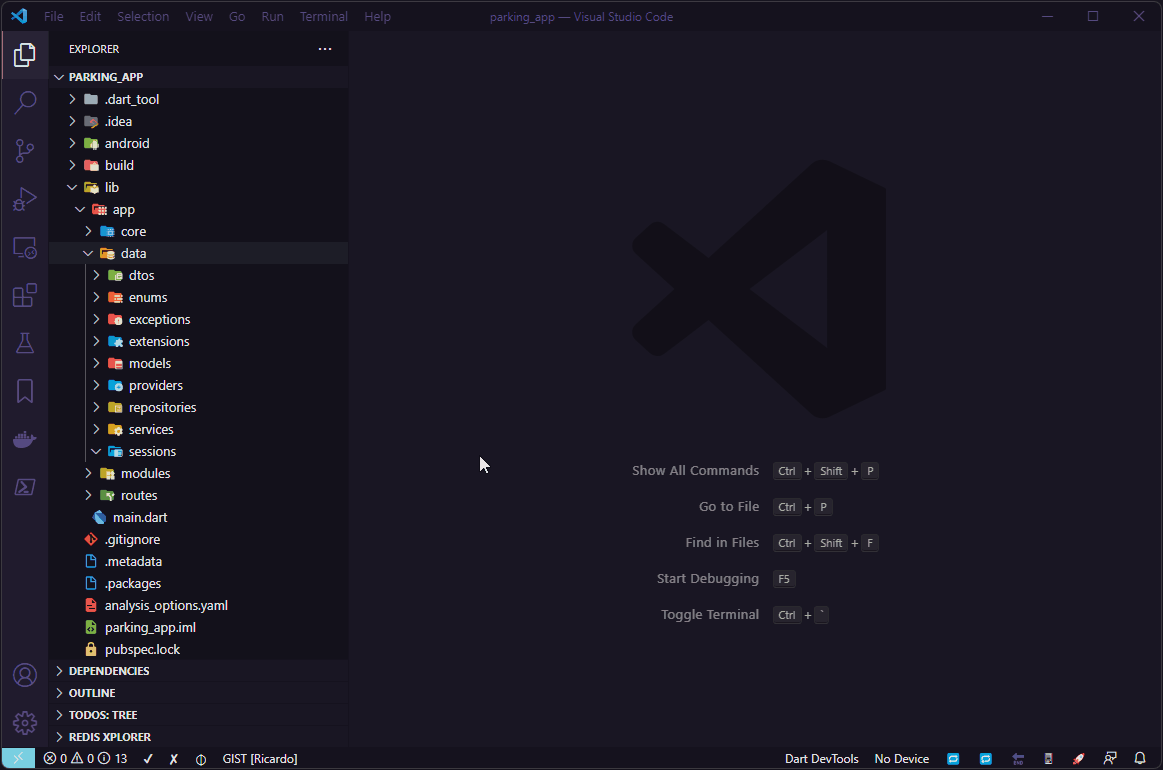 File Edit Selection View Go Run Terminal Help parking_app — Visual Studio Code
EXPLORER
PARKING_APP
.dart_tool
.idea
android
build
lib
app
core
data
dtos
enums
exceptions
extensions
models
providers
repositories
services
sessions
modules
routes
main.dart
.gitignore
.metadata
.packages
analysis_options.yaml
parking_app.iml
pubspec.lock
DEPENDENCIES
OUTLINE
TODOS: TREE
REDIS XPLORER
Show All Commands Ctrl + Shift + P
Go to File Ctrl + P
Find in Files Ctrl + Shift + F
Start Debugging F5
Toggle Terminal Ctrl + `
0 0 13 GIST [Ricardo] Dart DevTools No Device